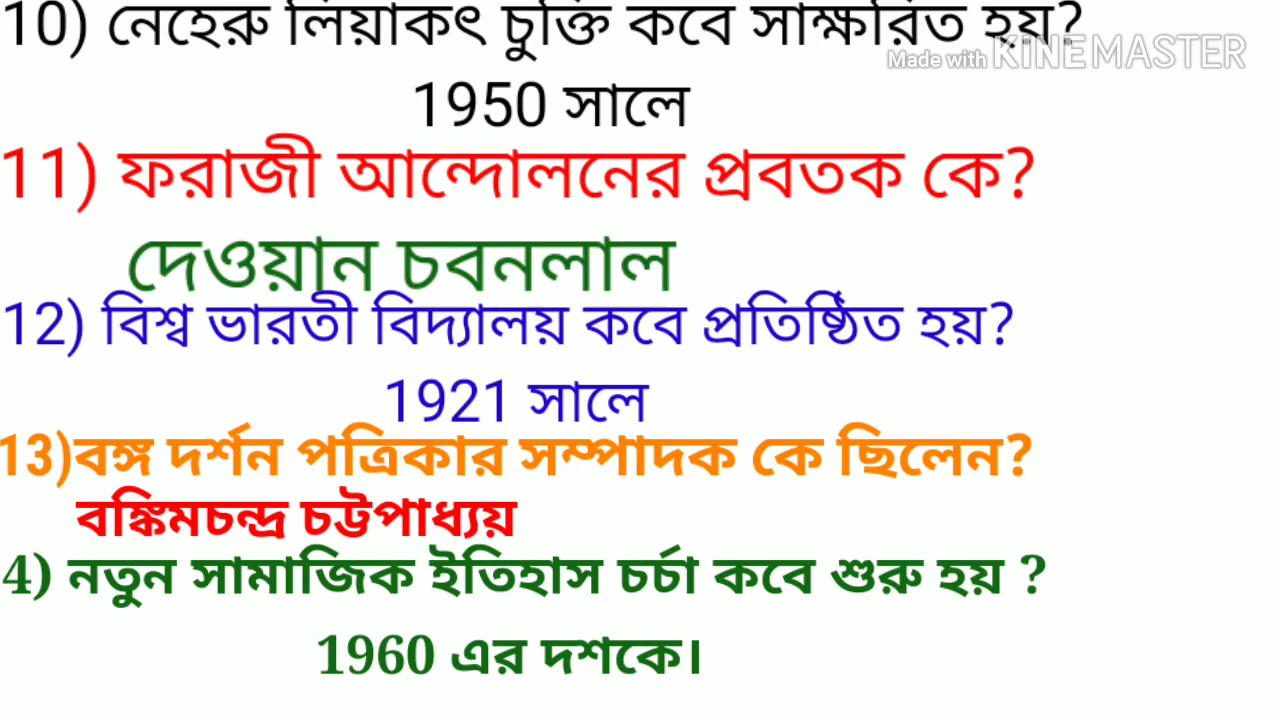 10) নেহেরু লিয়াকৎ চুক্তি কবে সাক্ষরিত হয়?
Made with KINEMASTER
1950 সালে
11) ফরাজী আন্দোলনের প্রবতক কে?
দেওয়ান চবনলাল
12) বিশ্ব ভারতী বিদ্যালয় কবে প্রতিষ্ঠিত হয়?
1921 সালে
13)বঙ্গ দর্শন পত্রিকার সম্পাদক কে ছিলেন?
বঙ্কিমচন্দ্র চট্টপাধ্যয়
4) নতুন সামাজিক ইতিহাস চর্চা কবে শুরু হয় ?
1960 এর দশকে।